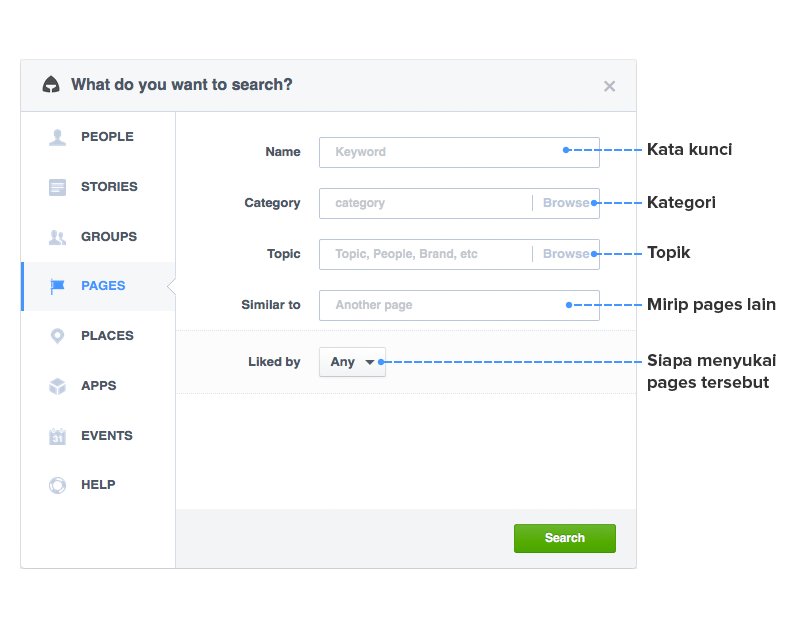 What do you want to search?
PEOPLE
STORIES
GROUPS
PAGES
PLACES
APPS
31
EVENTS
HELP
Name Keyword Kata kunci
Category category Browse Kategori
Topic Topic, People, Brand, etc Browse Topik
Similar to Another page Mirip pages lain
Liked by Any Siapa menyukai
pages tersebut
Search